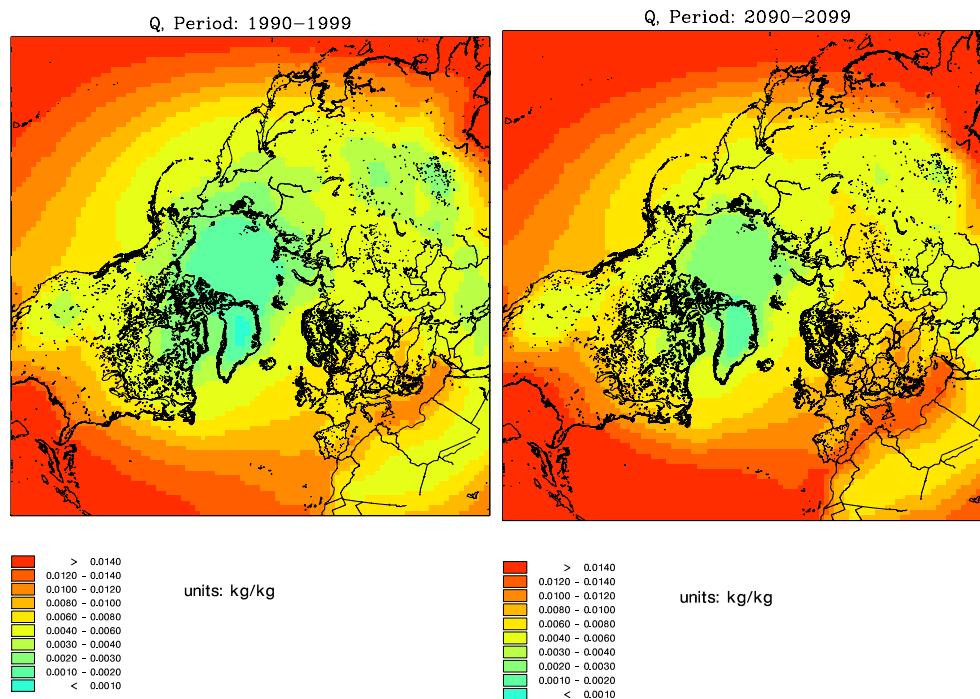 Q, Period: 1990-1999
Q, Period: 2090-2099
> 0.0140
0.0120 - 0.0140
0.0100 - 0.0120
0.0080 - 0.0100
0.0060 - 0.0080
0.0040 - 0.0060
0.0030 - 0.0040
0.0020 - 0.0030
0.0010 - 0.0020
< 0.0010
units: kg/kg
> 0.0140
0.0120 - 0.0140
0.0100 - 0.0120
0.0080 - 0.0100
0.0060 - 0.0080
0.0040 - 0.0060
0.0030 - 0.0040
0.0020 - 0.0030
0.0010 - 0.0020
< 0.0010
units: kg/kg